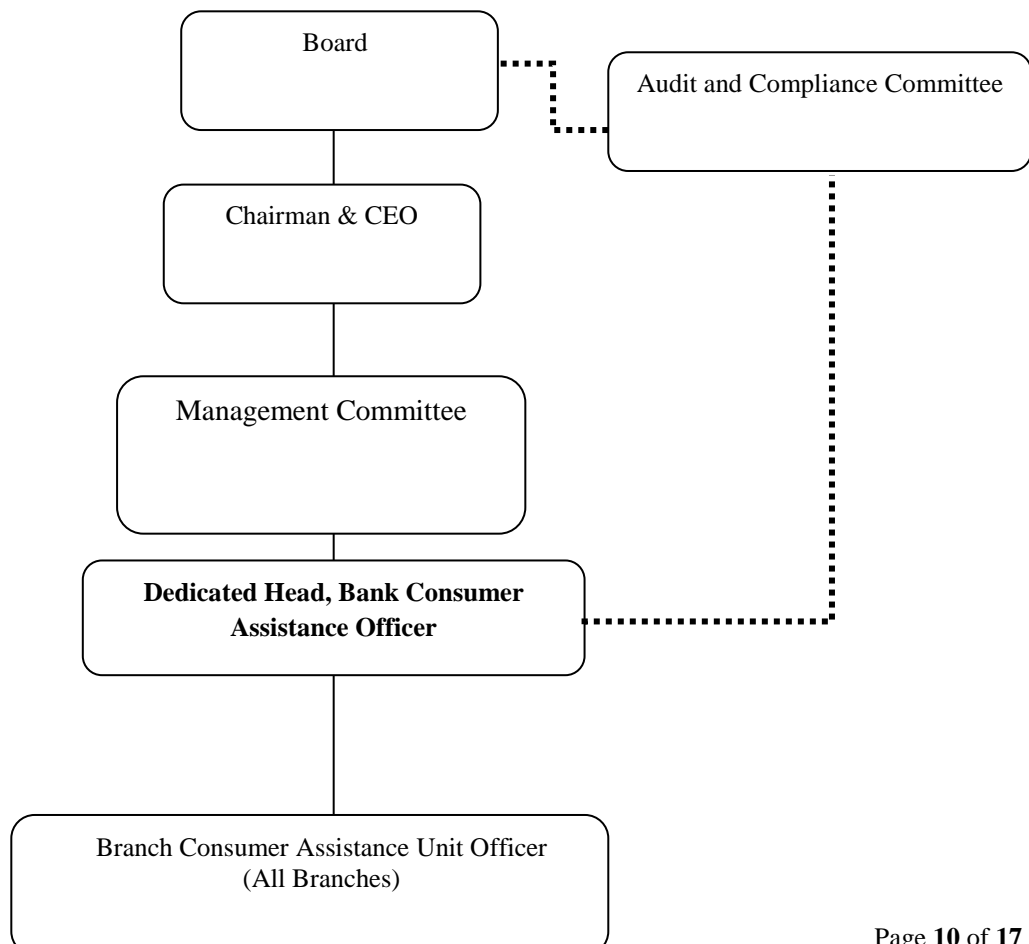 Board
Audit and Compliance Committee
Chairman & CEO
Management Committee
Dedicated Head, Bank Consumer
Assistance Officer
Branch Consumer Assistance Unit Officer
(All Branches)
Page 10 of 17